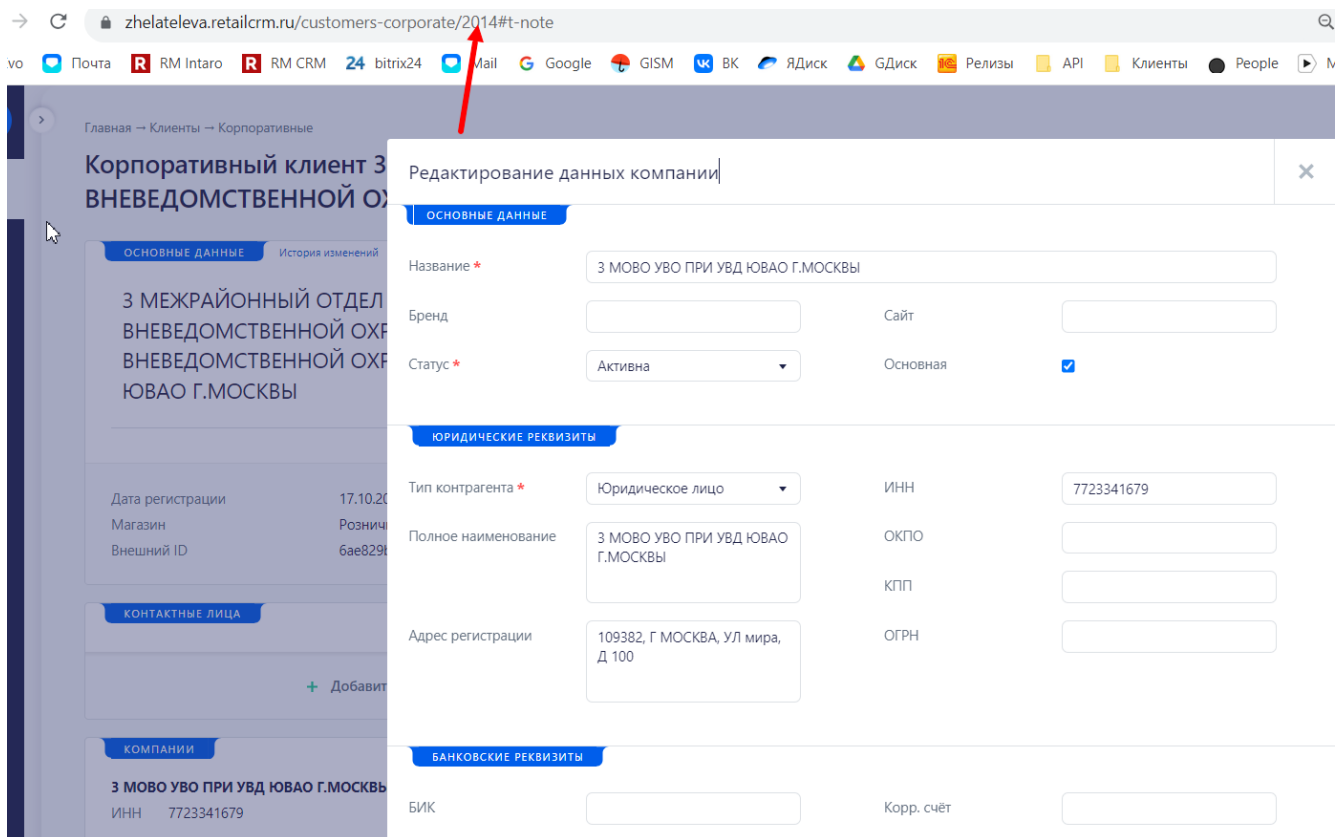 zhelateleva.retailcrm.ru/customers-corporate/2014#t-note
vo Почта R RM Intaro R RM CRM 24 bitrix24 Mail G Google GISM VK ВК ЯДиск GДиск Релизы API Клиенты People
Главная → Клиенты → Корпоративные
Корпоративный клиент 3
ВНЕВЕДОМСТВЕННОЙ ОХ
ОСНОВНЫЕ ДАННЫЕ История изменений
3 МЕЖРАЙОННЫЙ ОТДЕЛ
ВНЕВЕДОМСТВЕННОЙ ОХР
ВНЕВЕДОМСТВЕННОЙ ОХР
ЮВАО Г.МОСКВЫ
Дата регистрации 17.10.20
Магазин Рознич
Внешний ID 6ae829b
КОНТАКТНЫЕ ЛИЦА
+ Добавит
КОМПАНИИ
3 МОВО УВО ПРИ УВД ЮВАО Г.МОСКВЫ
ИНН 7723341679
Редактирование данных компании
ОСНОВНЫЕ ДАННЫЕ
Название * 3 МОВО УВО ПРИ УВД ЮВАО Г.МОСКВЫ
Бренд Сайт
Статус * Активна Основная
ЮРИДИЧЕСКИЕ РЕКВИЗИТЫ
Тип контрагента * Юридическое лицо ИНН 7723341679
Полное наименование 3 МОВО УВО ПРИ УВД ЮВАО ОКПО
Г.МОСКВЫ
КПП
Адрес регистрации 109382, Г МОСКВА, УЛ мира, ОГРН
Д 100
БАНКОВСКИЕ РЕКВИЗИТЫ
БИК Корр. счёт